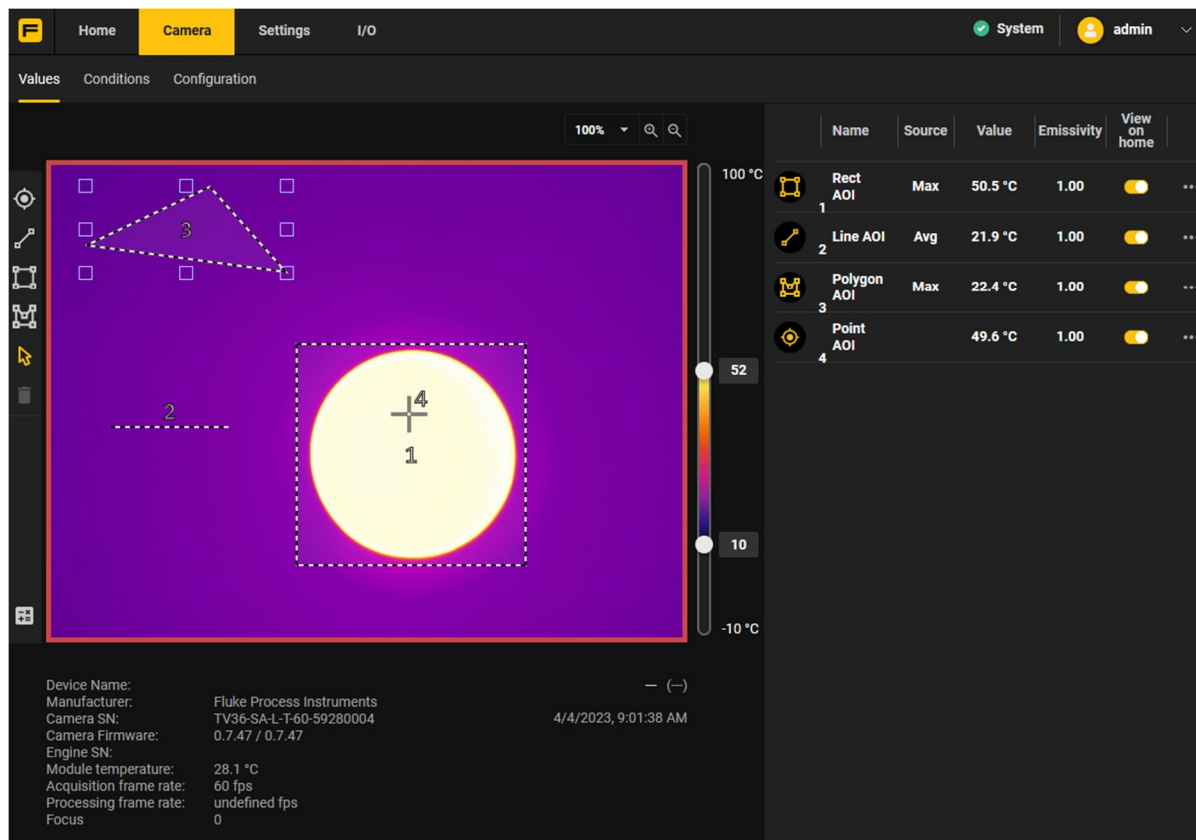 F Home Camera Settings I/O System admin
Values Conditions Configuration
100%
Name Source Value Emissivity View on home
1 Rect AOI Max 50.5 °C 1.00
2 Line AOI Avg 21.9 °C 1.00
3 Polygon AOI Max 22.4 °C 1.00
4 Point AOI 49.6 °C 1.00
3
4
2
1
100 °C
52
10
-10 °C
Device Name: — (—)
Manufacturer: Fluke Process Instruments
Camera SN: TV36-SA-L-T-60-59280004 4/4/2023, 9:01:38 AM
Camera Firmware: 0.7.47 / 0.7.47
Engine SN:
Module temperature: 28.1 °C
Acquisition frame rate: 60 fps
Processing frame rate: undefined fps
Focus 0